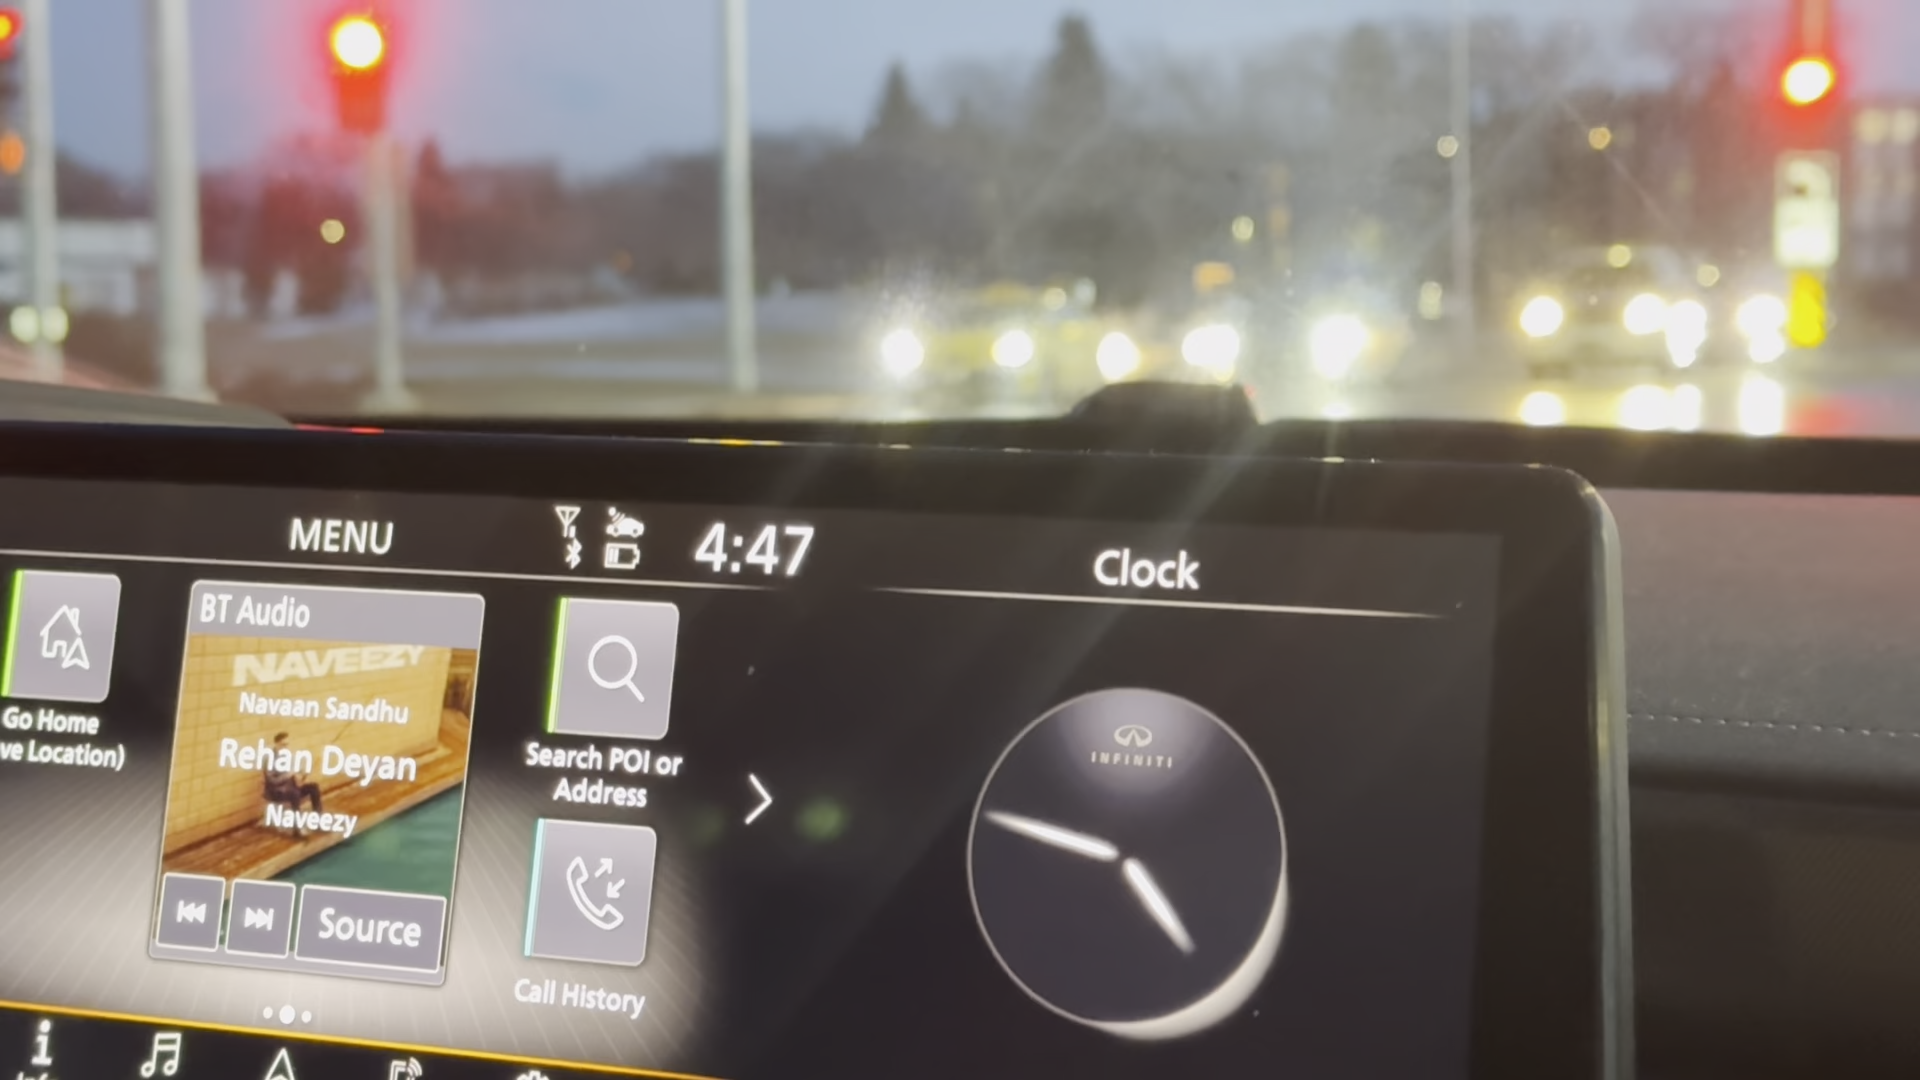 MENU
4:47
Clock
BT Audio
NAVEEZY
Navaan Sandhu
Rehan Deyan
Naveezy
Source
Go Home
ve Location)
Search POI or
Address
Call History
INFINITI